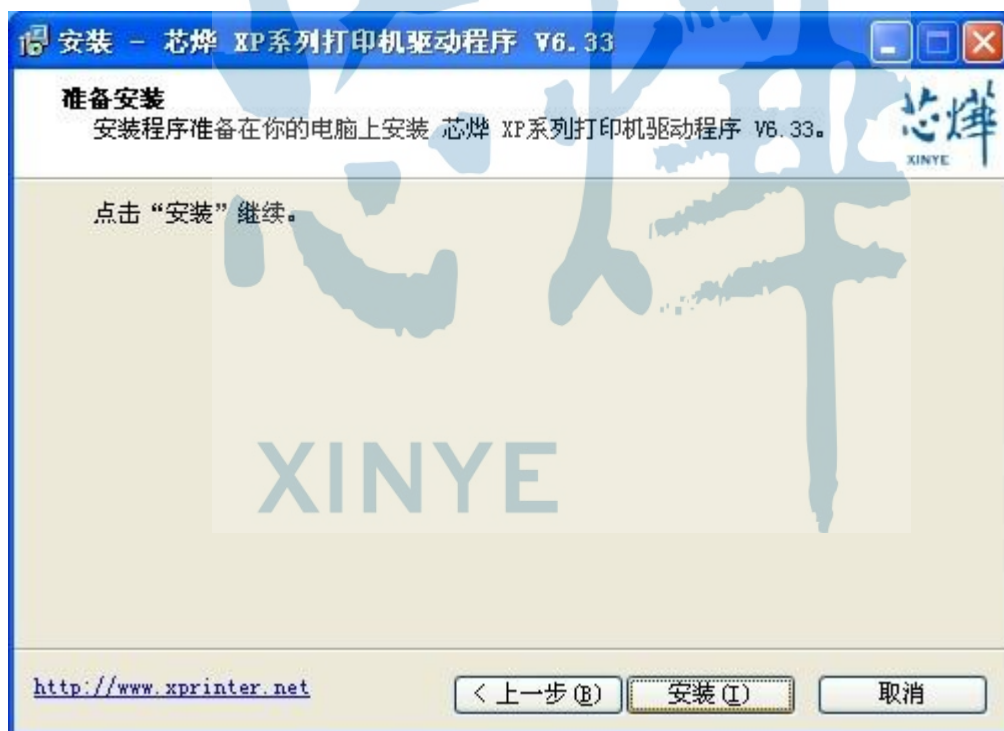 安装 - 芯烨 XP系列打印机驱动程序 V6.33
准备安装
安装程序准备在你的电脑上安装 芯烨 XP系列打印机驱动程序 V6.33。
芯烨
XINYE
点击“安装”继续。
芯烨
XINYE
http://www.xprinter.net
< 上一步(B)
安装(I)
取消